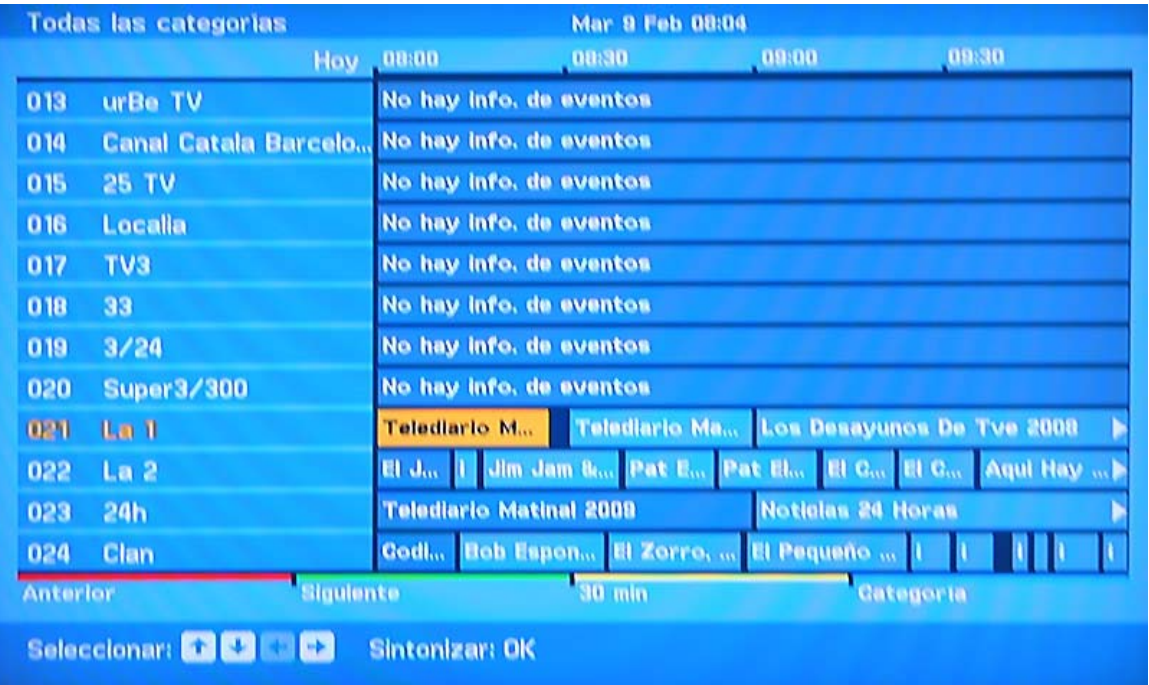 Todas las categorias Mar 9 Feb 08:04
Hoy 08:00 08:30 09:00 09:30
013 urBe TV No hay info. de eventos
014 Canal Catala Barcelo... No hay info. de eventos
015 25 TV No hay info. de eventos
016 Localia No hay info. de eventos
017 TV3 No hay info. de eventos
018 33 No hay info. de eventos
019 3/24 No hay info. de eventos
020 Super3/300 No hay info. de eventos
021 La 1 Telediario M... Telediario Ma... Los Desayunos De Tve 2008
022 La 2 El J... I Jim Jam &... Pat E... Pat El... El C... El C... Aqui Hay ...
023 24h Telediario Matinal 2009 Noticias 24 Horas
024 Clan Codi... Bob Espon... El Zorro, ... El Pequeño ... I I I I I
Anterior Siguiente 30 min Categoria
Seleccionar: Sintonizar: OK